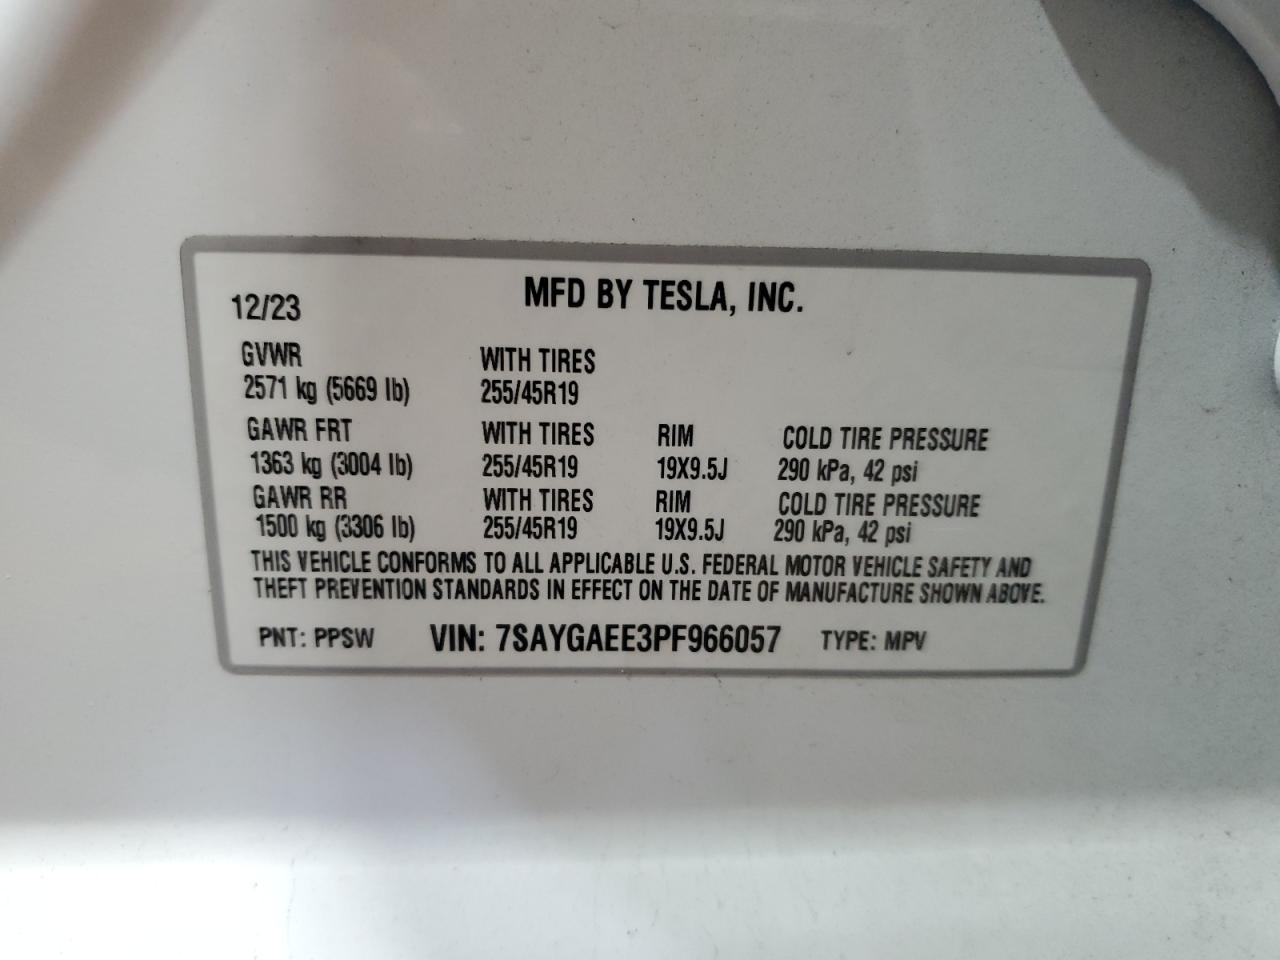 MFD BY TESLA, INC.
12/23
GVWR WITH TIRES
2571 kg (5669 lb) 255/45R19
GAWR FRT WITH TIRES RIM COLD TIRE PRESSURE
1363 kg (3004 lb) 255/45R19 19X9.5J 290 kPa, 42 psi
GAWR RR WITH TIRES RIM COLD TIRE PRESSURE
1500 kg (3306 lb) 255/45R19 19X9.5J 290 kPa, 42 psi
THIS VEHICLE CONFORMS TO ALL APPLICABLE U.S. FEDERAL MOTOR VEHICLE SAFETY AND
THEFT PREVENTION STANDARDS IN EFFECT ON THE DATE OF MANUFACTURE SHOWN ABOVE.
PNT: PPSW VIN: 7SAYGAEE3PF966057 TYPE: MPV